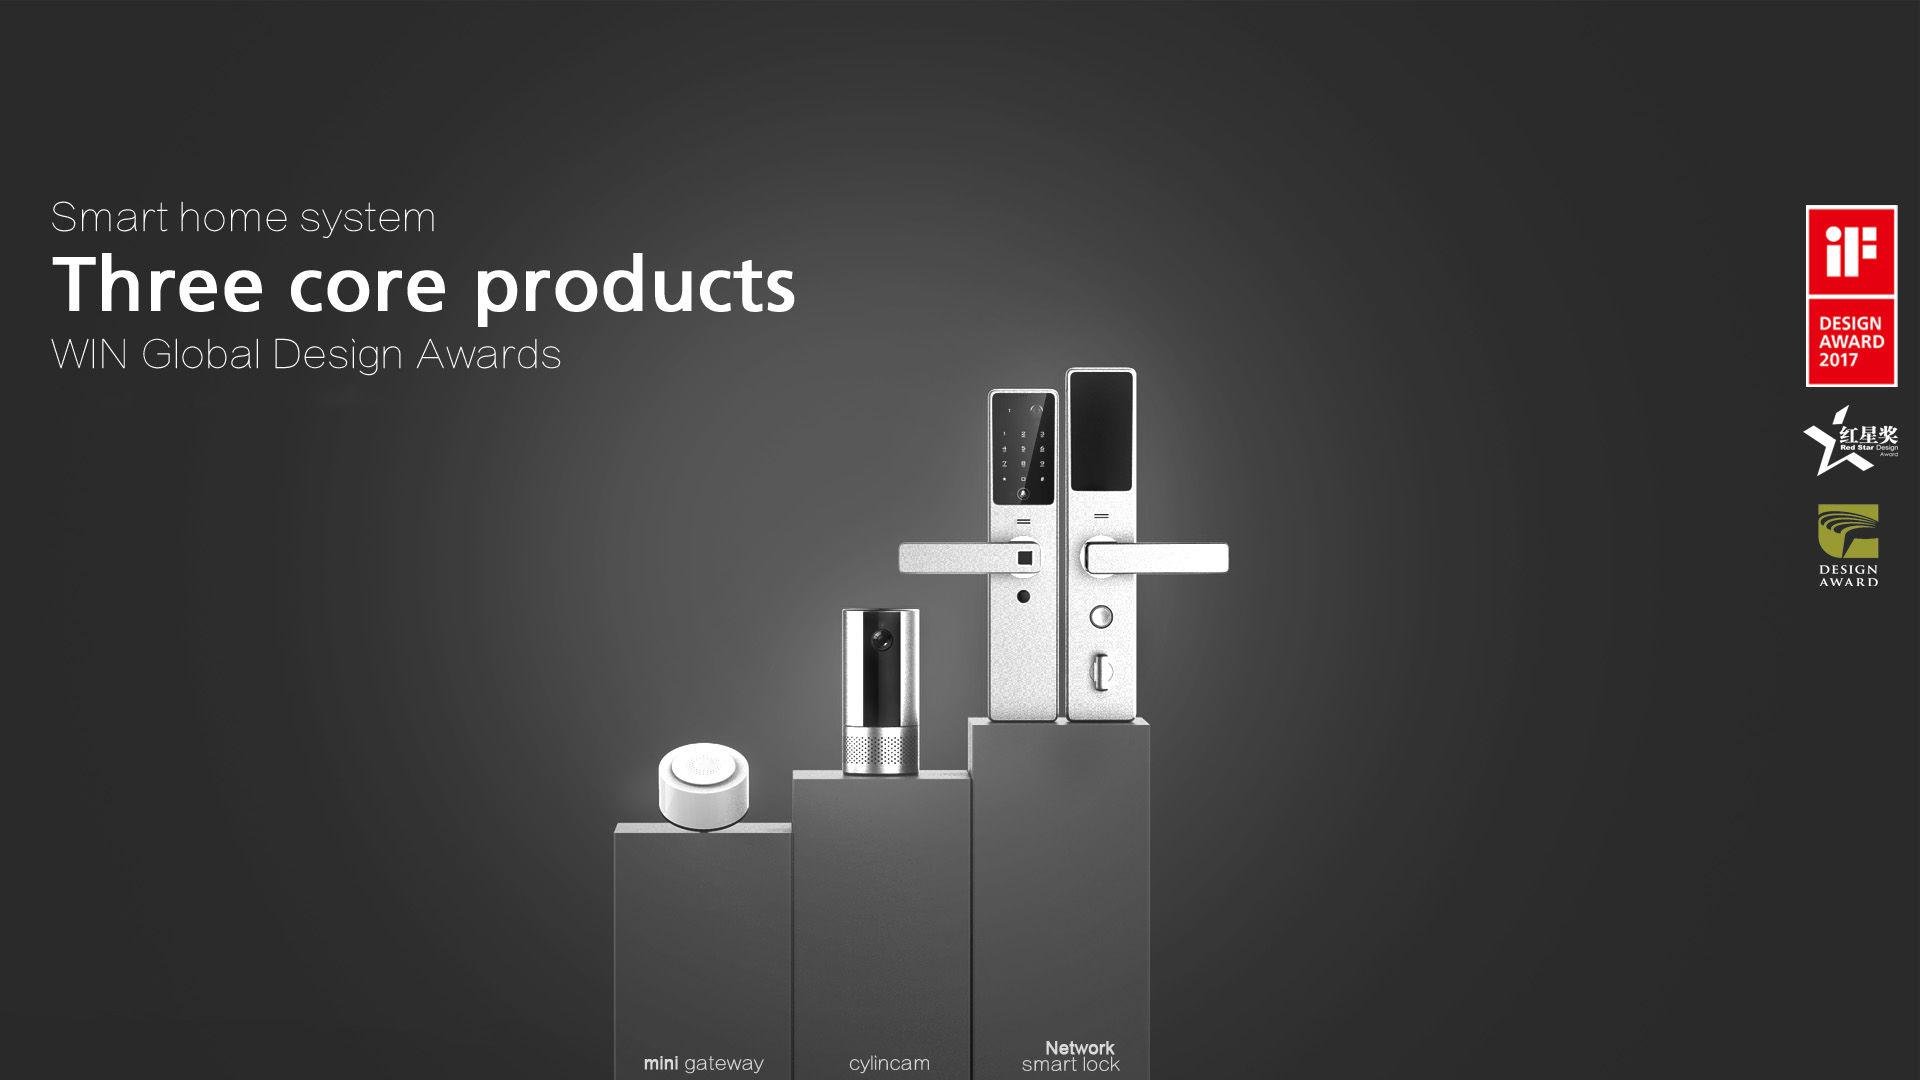 Smart home system
Three core products
WIN Global Design Awards
iF
DESIGN
AWARD
2017
红星奖
Red Star Design
Award
DESIGN
AWARD
mini gateway
cylincam
Network
smart lock